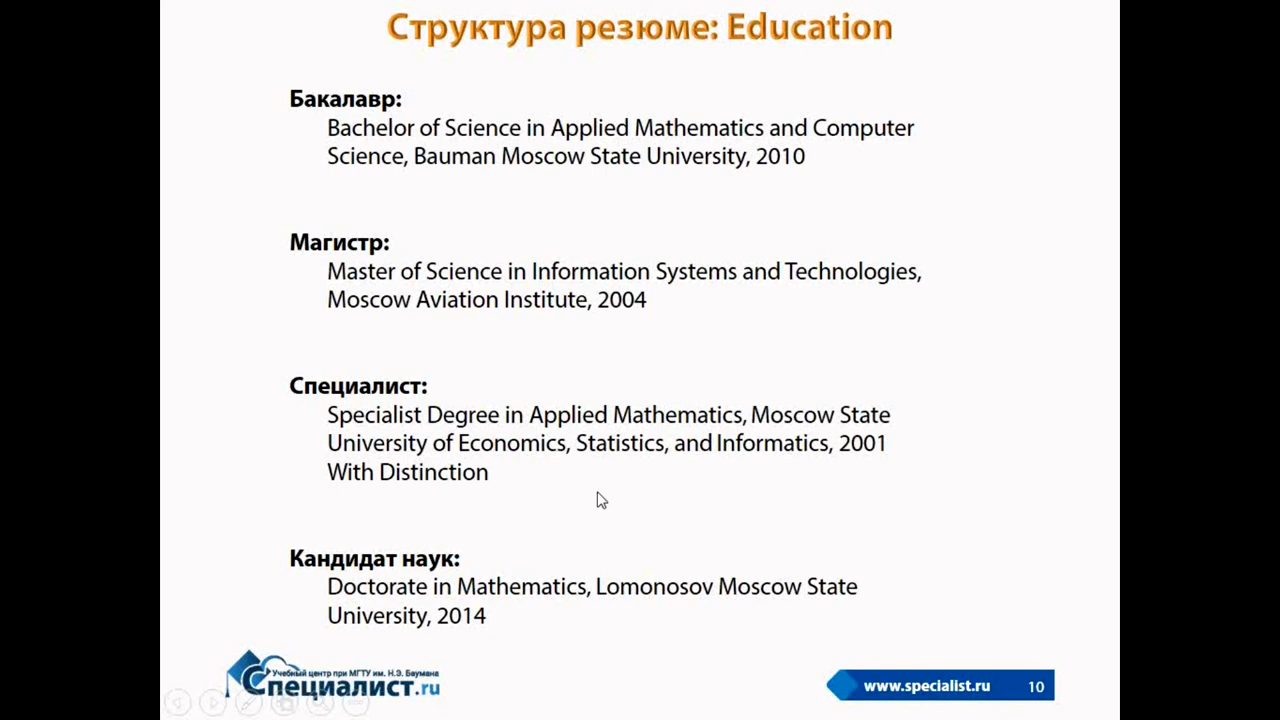 Структура резюме: Education
Бакалавр:
Bachelor of Science in Applied Mathematics and Computer
Science, Bauman Moscow State University, 2010
Магистр:
Master of Science in Information Systems and Technologies,
Moscow Aviation Institute, 2004
Специалист:
Specialist Degree in Applied Mathematics, Moscow State
University of Economics, Statistics, and Informatics, 2001
With Distinction
Кандидат наук:
Doctorate in Mathematics, Lomonosov Moscow State
University, 2014
Учебный центр при МГТУ им. Н.Э. Баумана
Специалист.ru
www.specialist.ru 10